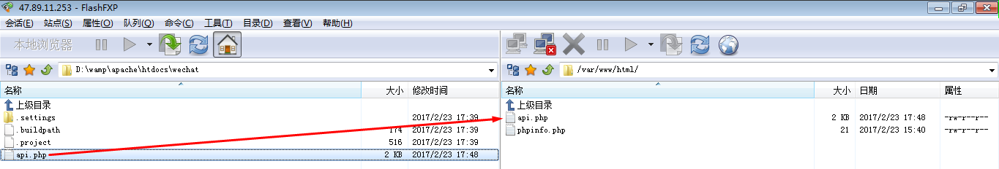 47.89.11.253 - FlashFXP
会话(E) 站点(S) 属性(O) 队列(Q) 命令(C) 工具(T) 目录(D) 查看(V) 帮助(H)
本地浏览器
D:\wamp\apache\htdocs\wechat
名称 大小 修改时间
上级目录
.settings 2017/2/23 17:39
.buildpath 174 2017/2/23 17:39
.project 516 2017/2/23 17:39
api.php 2 KB 2017/2/23 17:48
/var/www/html/
名称 大小 日期 属性
上级目录
api.php 2 KB 2017/2/23 17:48 -rw-r--r--
phpinfo.php 21 2017/2/23 15:40 -rw-r--r--